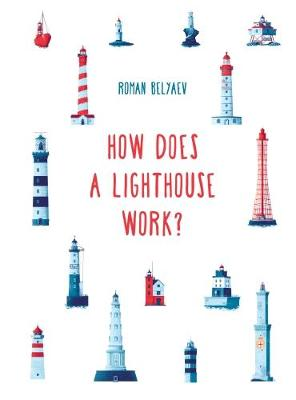 ROMAN BELYAEV
HOW DOES
A LIGHTHOUSE
WORK?